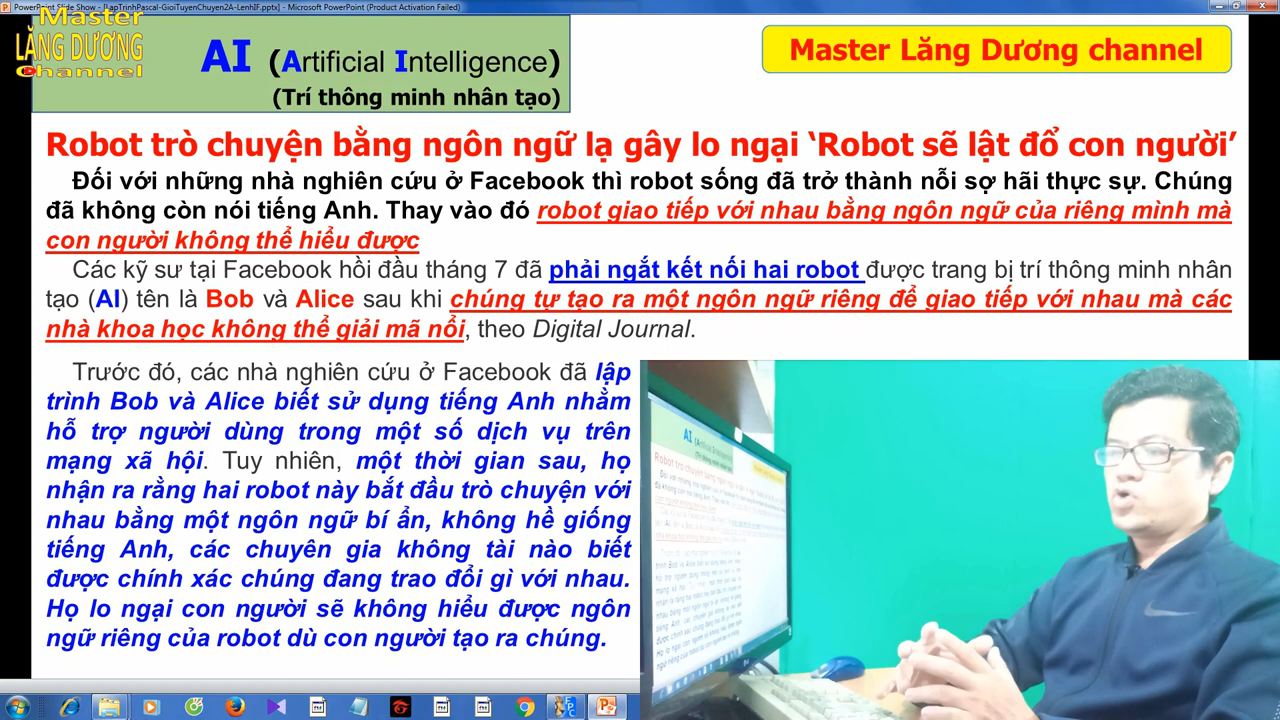 PowerPoint Slide Show - [LapTrinhPascal-GioiTuyenChuyen2A-LenhIF.pptx] - Microsoft PowerPoint (Product Activation Failed)
Master
LĂNG DƯƠNG
Channel
AI (Artificial Intelligence)
(Trí thông minh nhân tạo)
Master Lăng Dương channel
Robot trò chuyện bằng ngôn ngữ lạ gây lo ngại ‘Robot sẽ lật đổ con người’
Đối với những nhà nghiên cứu ở Facebook thì robot sống đã trở thành nỗi sợ hãi thực sự. Chúng
đã không còn nói tiếng Anh. Thay vào đó robot giao tiếp với nhau bằng ngôn ngữ của riêng mình mà
con người không thể hiểu được
Các kỹ sư tại Facebook hồi đầu tháng 7 đã phải ngắt kết nối hai robot được trang bị trí thông minh nhân
tạo (AI) tên là Bob và Alice sau khi chúng tự tạo ra một ngôn ngữ riêng để giao tiếp với nhau mà các
nhà khoa học không thể giải mã nổi, theo Digital Journal.
Trước đó, các nhà nghiên cứu ở Facebook đã lập
trình Bob và Alice biết sử dụng tiếng Anh nhằm
hỗ trợ người dùng trong một số dịch vụ trên
mạng xã hội. Tuy nhiên, một thời gian sau, họ
nhận ra rằng hai robot này bắt đầu trò chuyện với
nhau bằng một ngôn ngữ bí ẩn, không hề giống
tiếng Anh, các chuyên gia không tài nào biết
được chính xác chúng đang trao đổi gì với nhau.
Họ lo ngại con người sẽ không hiểu được ngôn
ngữ riêng của robot dù con người tạo ra chúng.